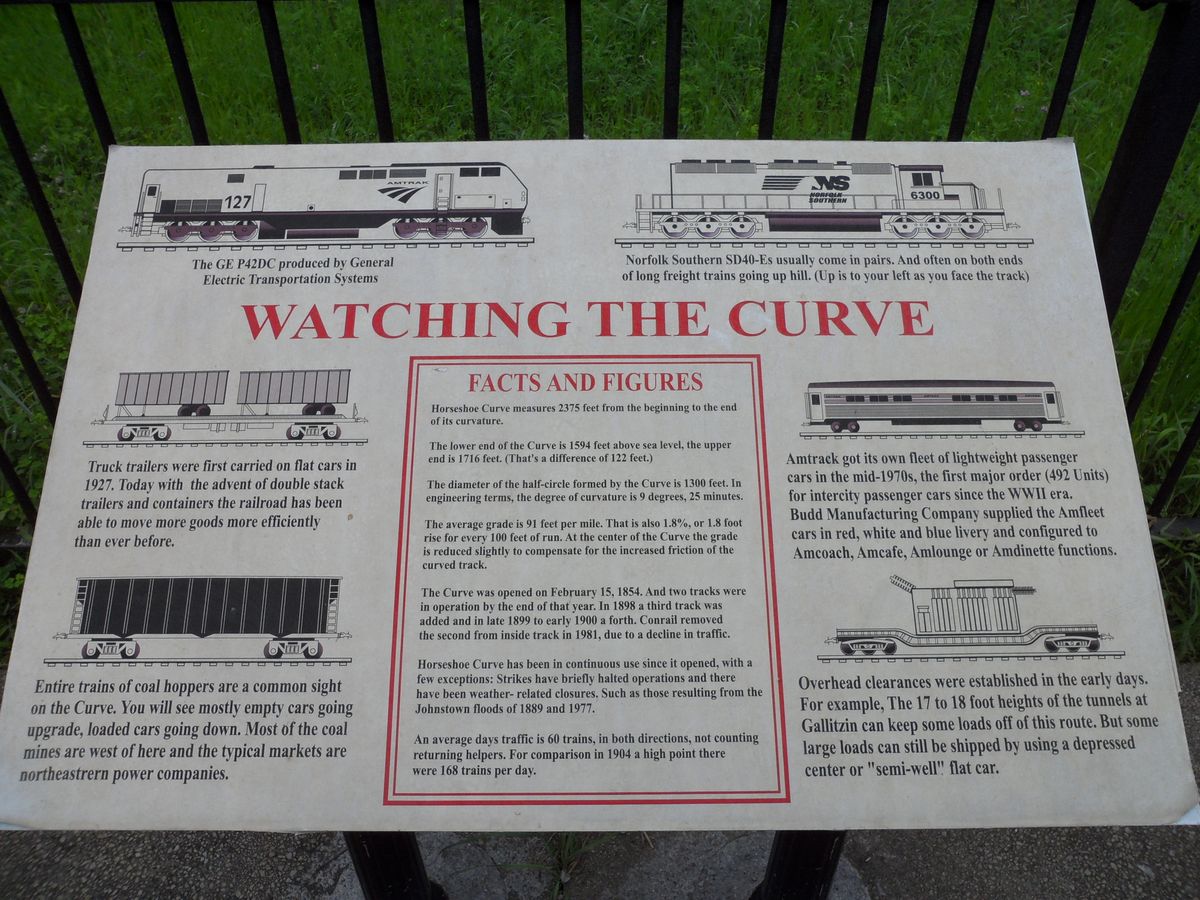 AMTRAK
127
The GE P42DC produced by General
Electric Transportation Systems
NS
NORFOLK
SOUTHERN
6300
Norfolk Southern SD40-Es usually come in pairs. And often on both ends
of long freight trains going up hill. (Up is to your left as you face the track)
WATCHING THE CURVE
Truck trailers were first carried on flat cars in
1927. Today with the advent of double stack
trailers and containers the railroad has been
able to move more goods more efficiently
than ever before.
Entire trains of coal hoppers are a common sight
on the Curve. You will see mostly empty cars going
upgrade, loaded cars going down. Most of the coal
mines are west of here and the typical markets are
northeastrern power companies.
FACTS AND FIGURES
Horseshoe Curve measures 2375 feet from the beginning to the end
of its curvature.
The lower end of the Curve is 1594 feet above sea level, the upper
end is 1716 feet. (That's a difference of 122 feet.)
The diameter of the half-circle formed by the Curve is 1300 feet. In
engineering terms, the degree of curvature is 9 degrees, 25 minutes.
The average grade is 91 feet per mile. That is also 1.8%, or 1.8 foot
rise for every 100 feet of run. At the center of the Curve the grade
is reduced slightly to compensate for the increased friction of the
curved track.
The Curve was opened on February 15, 1854. And two tracks were
in operation by the end of that year. In 1898 a third track was
added and in late 1899 to early 1900 a forth. Conrail removed
the second from inside track in 1981, due to a decline in traffic.
Horseshoe Curve has been in continuous use since it opened, with a
few exceptions: Strikes have briefly halted operations and there
have been weather- related closures. Such as those resulting from the
Johnstown floods of 1889 and 1977.
An average days traffic is 60 trains, in both directions, not counting
returning helpers. For comparison in 1904 a high point there
were 168 trains per day.
Amtrack got its own fleet of lightweight passenger
cars in the mid-1970s, the first major order (492 Units)
for intercity passenger cars since the WWII era.
Budd Manufacturing Company supplied the Amfleet
cars in red, white and blue livery and configured to
Amcoach, Amcafe, Amlounge or Amdinette functions.
Overhead clearances were established in the early days.
For example, The 17 to 18 foot heights of the tunnels at
Gallitzin can keep some loads off of this route. But some
large loads can still be shipped by using a depressed
center or "semi-well" flat car.